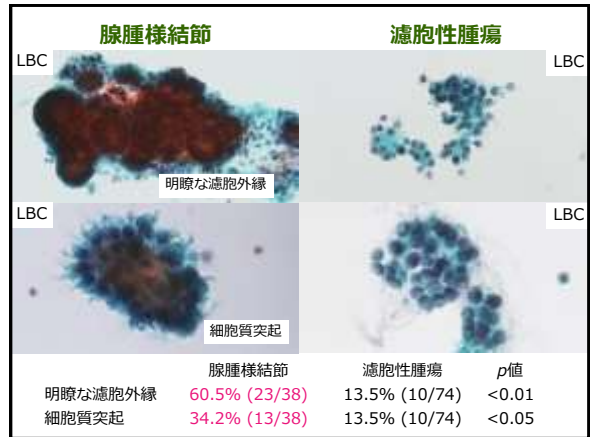 腺腫様結節 濾胞性腫瘍
LBC LBC
明瞭な濾胞外縁
LBC LBC
細胞質突起
腺腫様結節 濾胞性腫瘍 p値
明瞭な濾胞外縁 60.5% (23/38) 13.5% (10/74) <0.01
細胞質突起 34.2% (13/38) 13.5% (10/74) <0.05